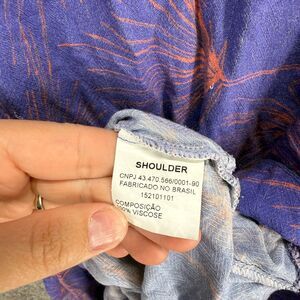 SHOULDER
CNPJ 43.470.566/0001-90
FABRICADO NO BRASIL
152101101
COMPOSIÇÃO
VISCOSE